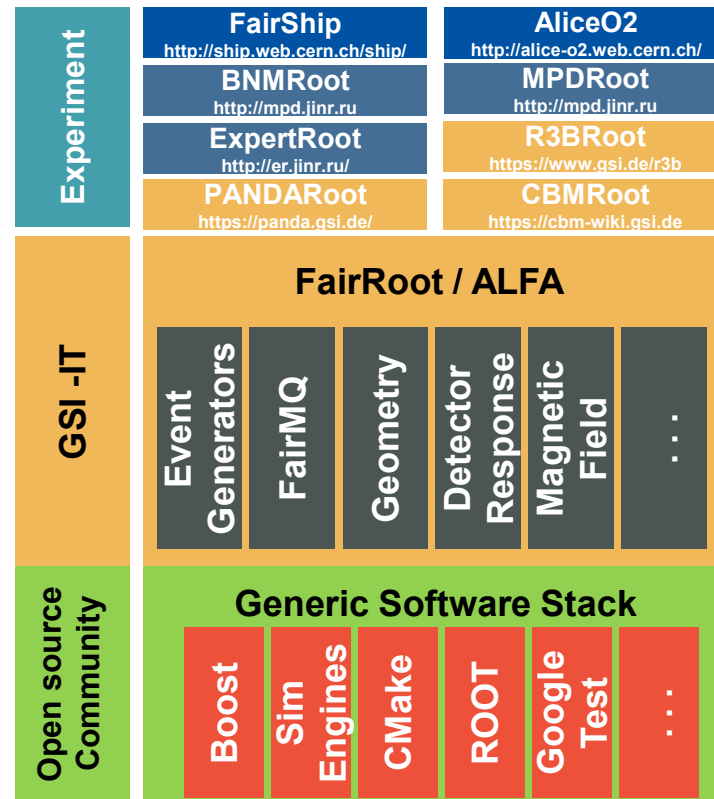 Experiment
FairShip
http://ship.web.cern.ch/ship/
AliceO2
http://alice-o2.web.cern.ch/
BNMRoot
http://mpd.jinr.ru
MPDRoot
http://mpd.jinr.ru
ExpertRoot
http://er.jinr.ru/
R3BRoot
https://www.gsi.de/r3b
PANDARoot
https://panda.gsi.de/
CBMRoot
https://cbm-wiki.gsi.de
GSI -IT
FairRoot / ALFA
Event
Generators
FairMQ
Geometry
Detector
Response
Magnetic
Field
. . .
Open source
Community
Generic Software Stack
Boost
Sim
Engines
CMake
ROOT
Google
Test
. . .